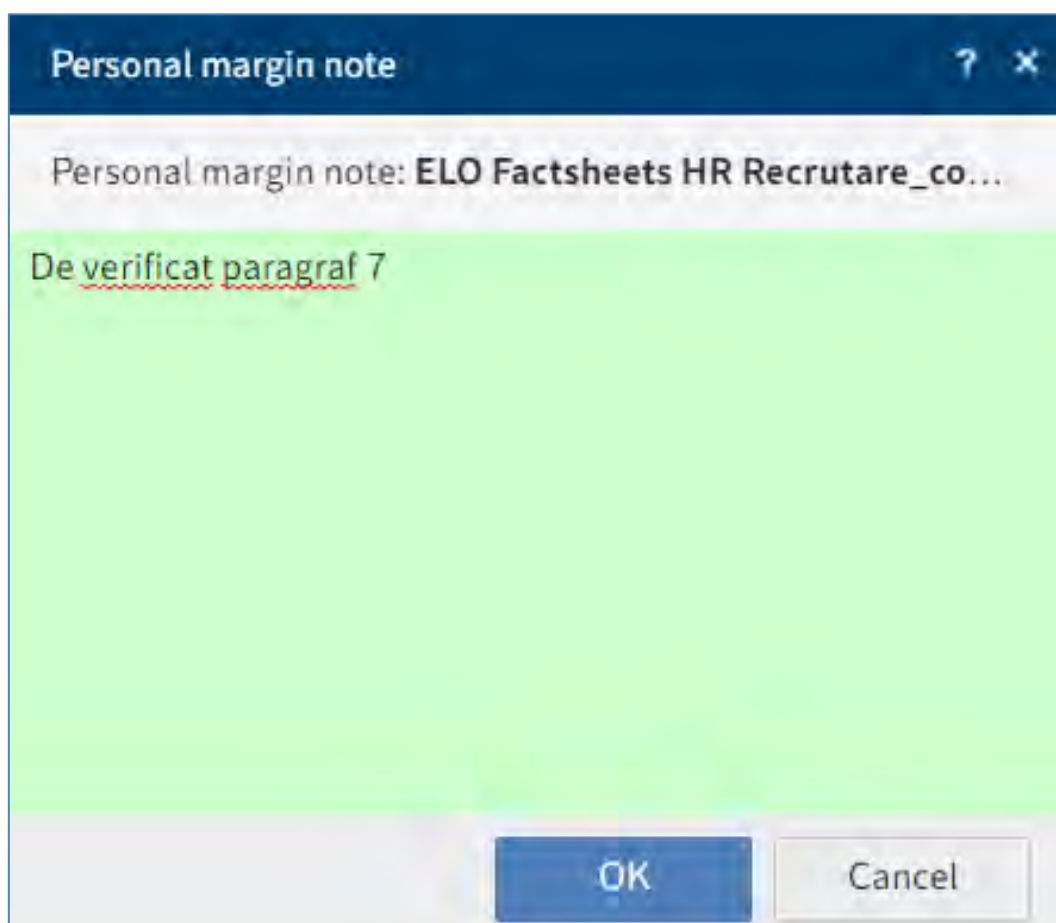 Personal margin note ? ×
Personal margin note: ELO Factsheets HR Recrutare_co...
De verificat paragraf 7
OK Cancel